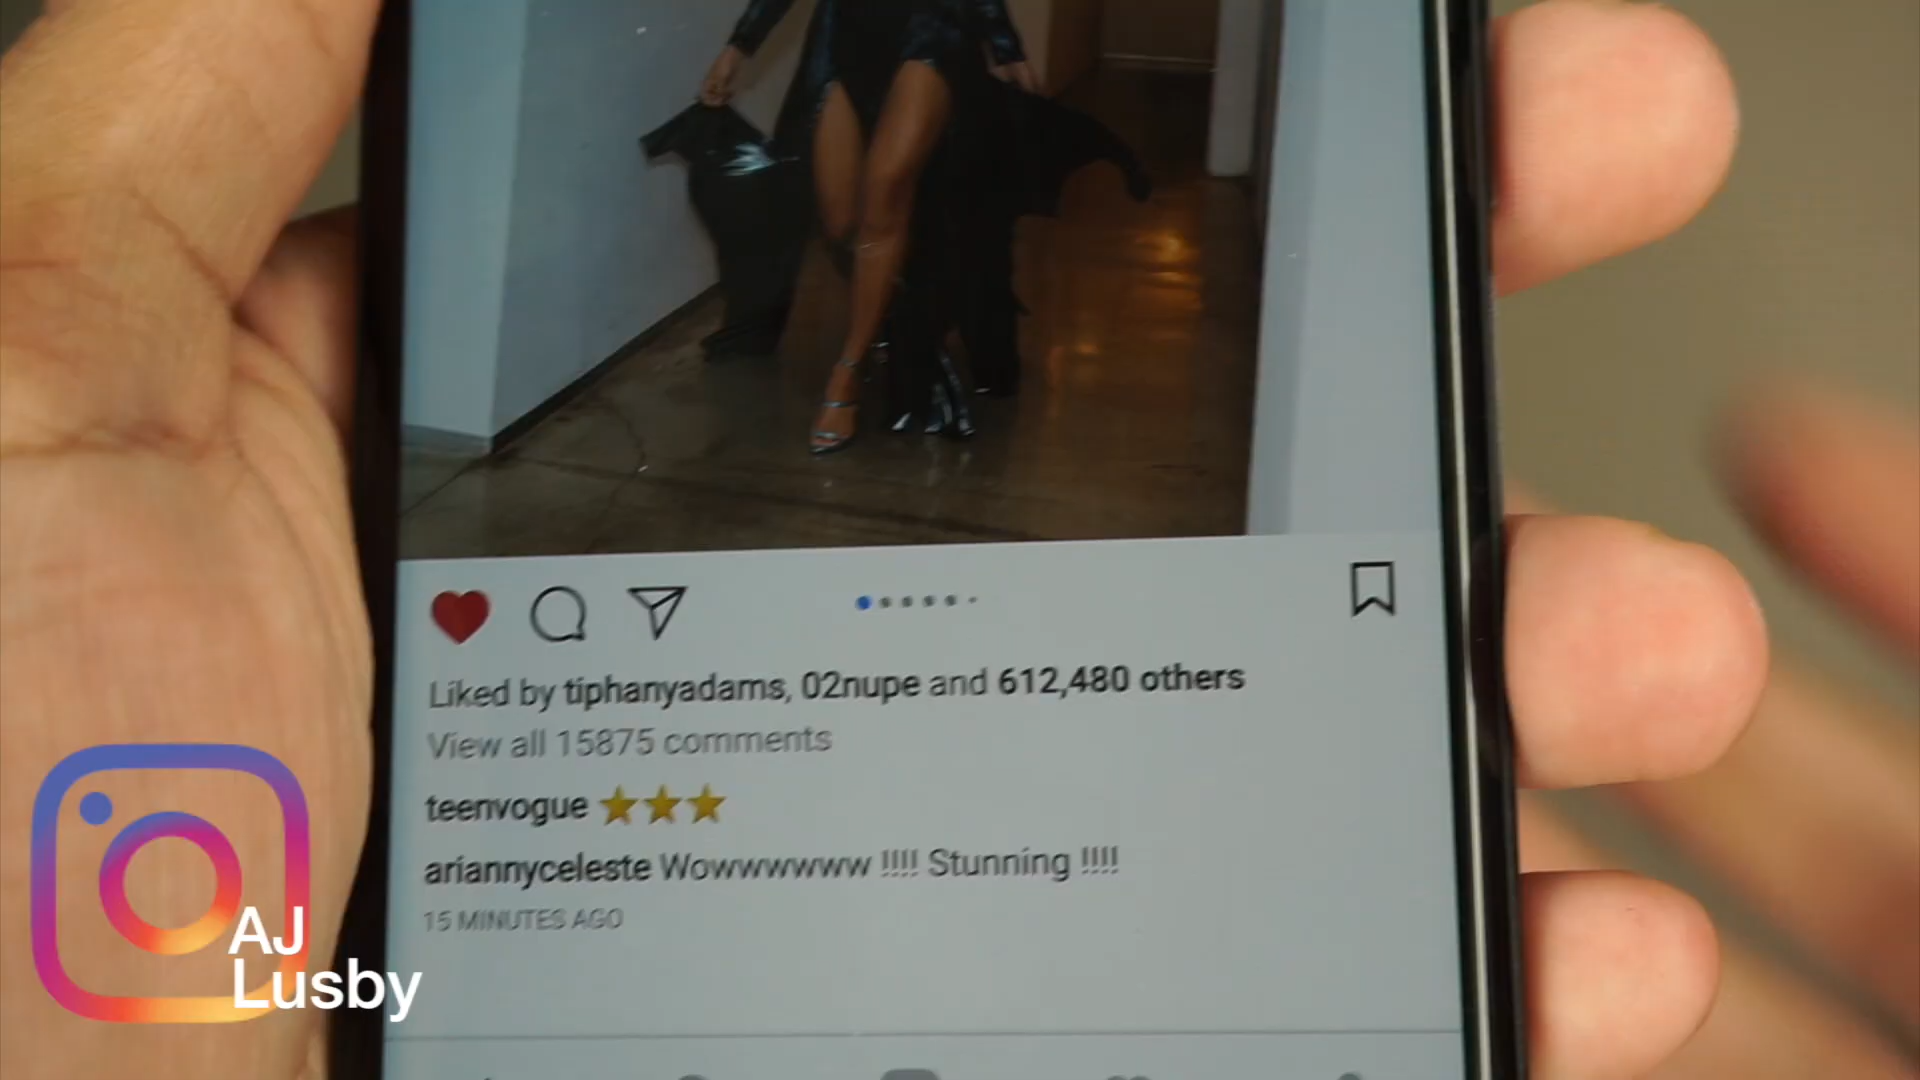 Liked by tiphanyadams, 02nupe and 612,480 others
View all 15875 comments
teenvogue ⭐⭐⭐
ariannyceleste Wowwwwww !!!! Stunning !!!!
15 MINUTES AGO
AJ
Lusby